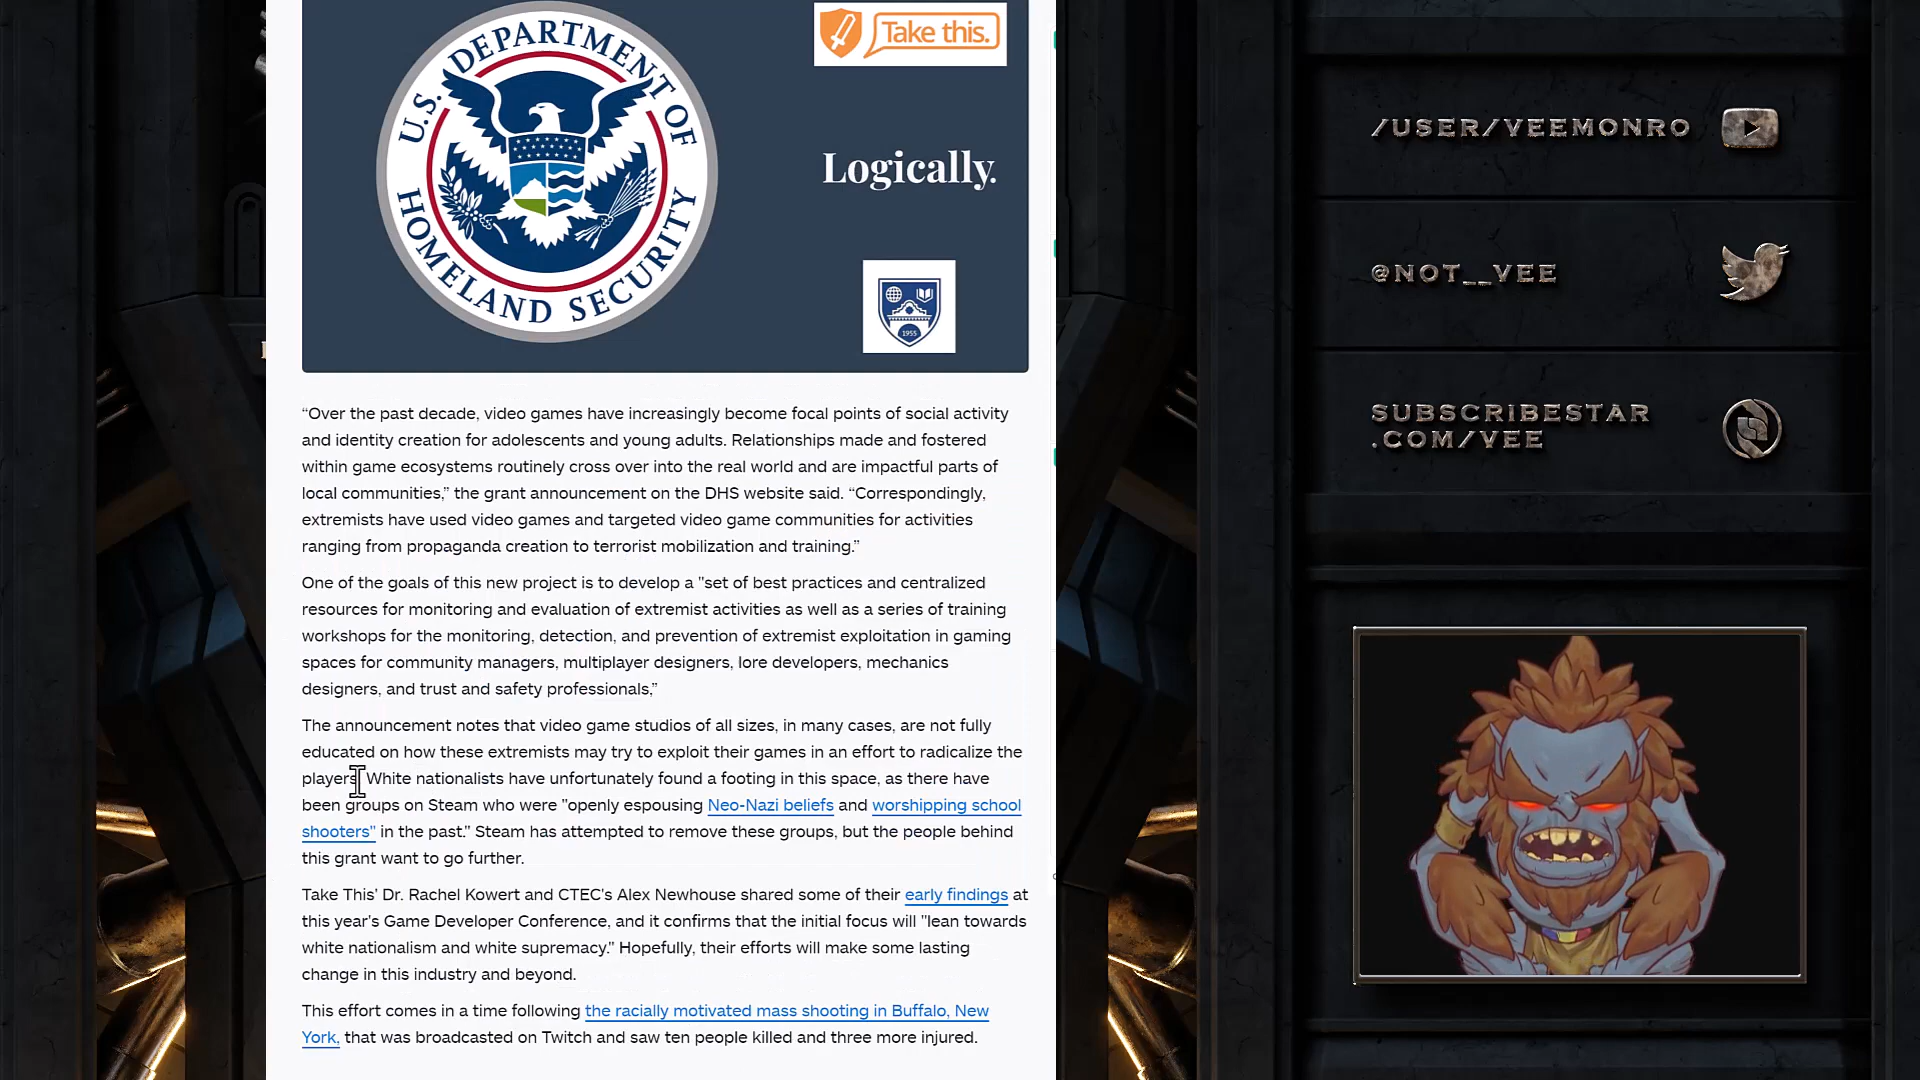 U.S. DEPARTMENT OF
HOMELAND SECURITY
Take this.
Logically.
1955
“Over the past decade, video games have increasingly become focal points of social activity
and identity creation for adolescents and young adults. Relationships made and fostered
within game ecosystems routinely cross over into the real world and are impactful parts of
local communities,” the grant announcement on the DHS website said. “Correspondingly,
extremists have used video games and targeted video game communities for activities
ranging from propaganda creation to terrorist mobilization and training.”
One of the goals of this new project is to develop a "set of best practices and centralized
resources for monitoring and evaluation of extremist activities as well as a series of training
workshops for the monitoring, detection, and prevention of extremist exploitation in gaming
spaces for community managers, multiplayer designers, lore developers, mechanics
designers, and trust and safety professionals,”
The announcement notes that video game studios of all sizes, in many cases, are not fully
educated on how these extremists may try to exploit their games in an effort to radicalize the
players. White nationalists have unfortunately found a footing in this space, as there have
been groups on Steam who were "openly espousing Neo-Nazi beliefs and worshipping school
shooters" in the past." Steam has attempted to remove these groups, but the people behind
this grant want to go further.
Take This' Dr. Rachel Kowert and CTEC's Alex Newhouse shared some of their early findings at
this year's Game Developer Conference, and it confirms that the initial focus will "lean towards
white nationalism and white supremacy." Hopefully, their efforts will make some lasting
change in this industry and beyond.
This effort comes in a time following the racially motivated mass shooting in Buffalo, New
York, that was broadcasted on Twitch and saw ten people killed and three more injured.
/USER/VEEMONRO
@NOT__VEE
SUBSCRIBESTAR
.COM/VEE